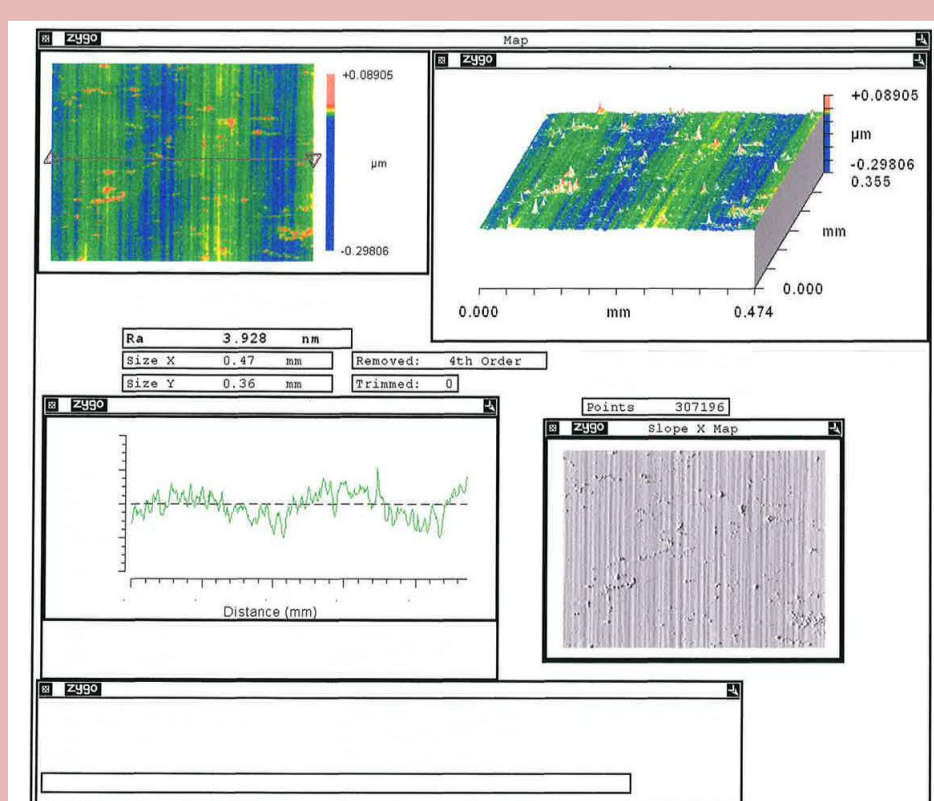 zygo
Map
zygo
+0.08905
µm
-0.29806
+0.08905
µm
-0.29806
0.355
mm
0.000
0.000
mm
0.474
Ra 3.928 nm
Size X 0.47 mm
Removed: 4th Order
Size Y 0.36 mm
Trimmed: 0
zygo
Distance (mm)
Points 307196
zygo
Slope X Map
zygo